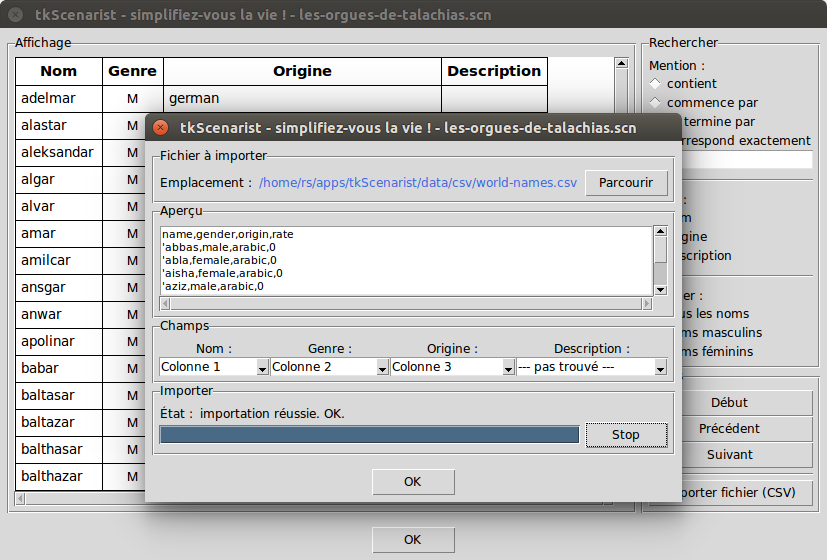 tkScenarist - simplifiez-vous la vie ! - les-orgues-de-talachias.scn
Affichage
Nom Genre Origine Description
adelmar M german
alastar
aleksandar
algar
alvar
amar M
amilcar M
ansgar M
anwar M
apolinar M
babar M
baltasar M
baltazar M
balthasar M
balthazar M
Rechercher
Mention :
contient
commence par
termine par
respond exactement
:
m
gine
scription
er :
us les noms
ms masculins
ms féminins
Début
Précédent
Suivant
porter fichier (CSV)
OK
tkScenarist - simplifiez-vous la vie ! - les-orgues-de-talachias.scn
Fichier à importer
Emplacement : /home/rs/apps/tkScenarist/data/csv/world-names.csv Parcourir
Aperçu
name,gender,origin,rate
'abbas,male,arabic,0
'abla,female,arabic,0
'aisha,female,arabic,0
'aziz,male,arabic,0
Champs
Nom : Genre : Origine : Description :
Colonne 1 Colonne 2 Colonne 3 --- pas trouvé ---
Importer
État : importation réussie. OK.
Stop
OK